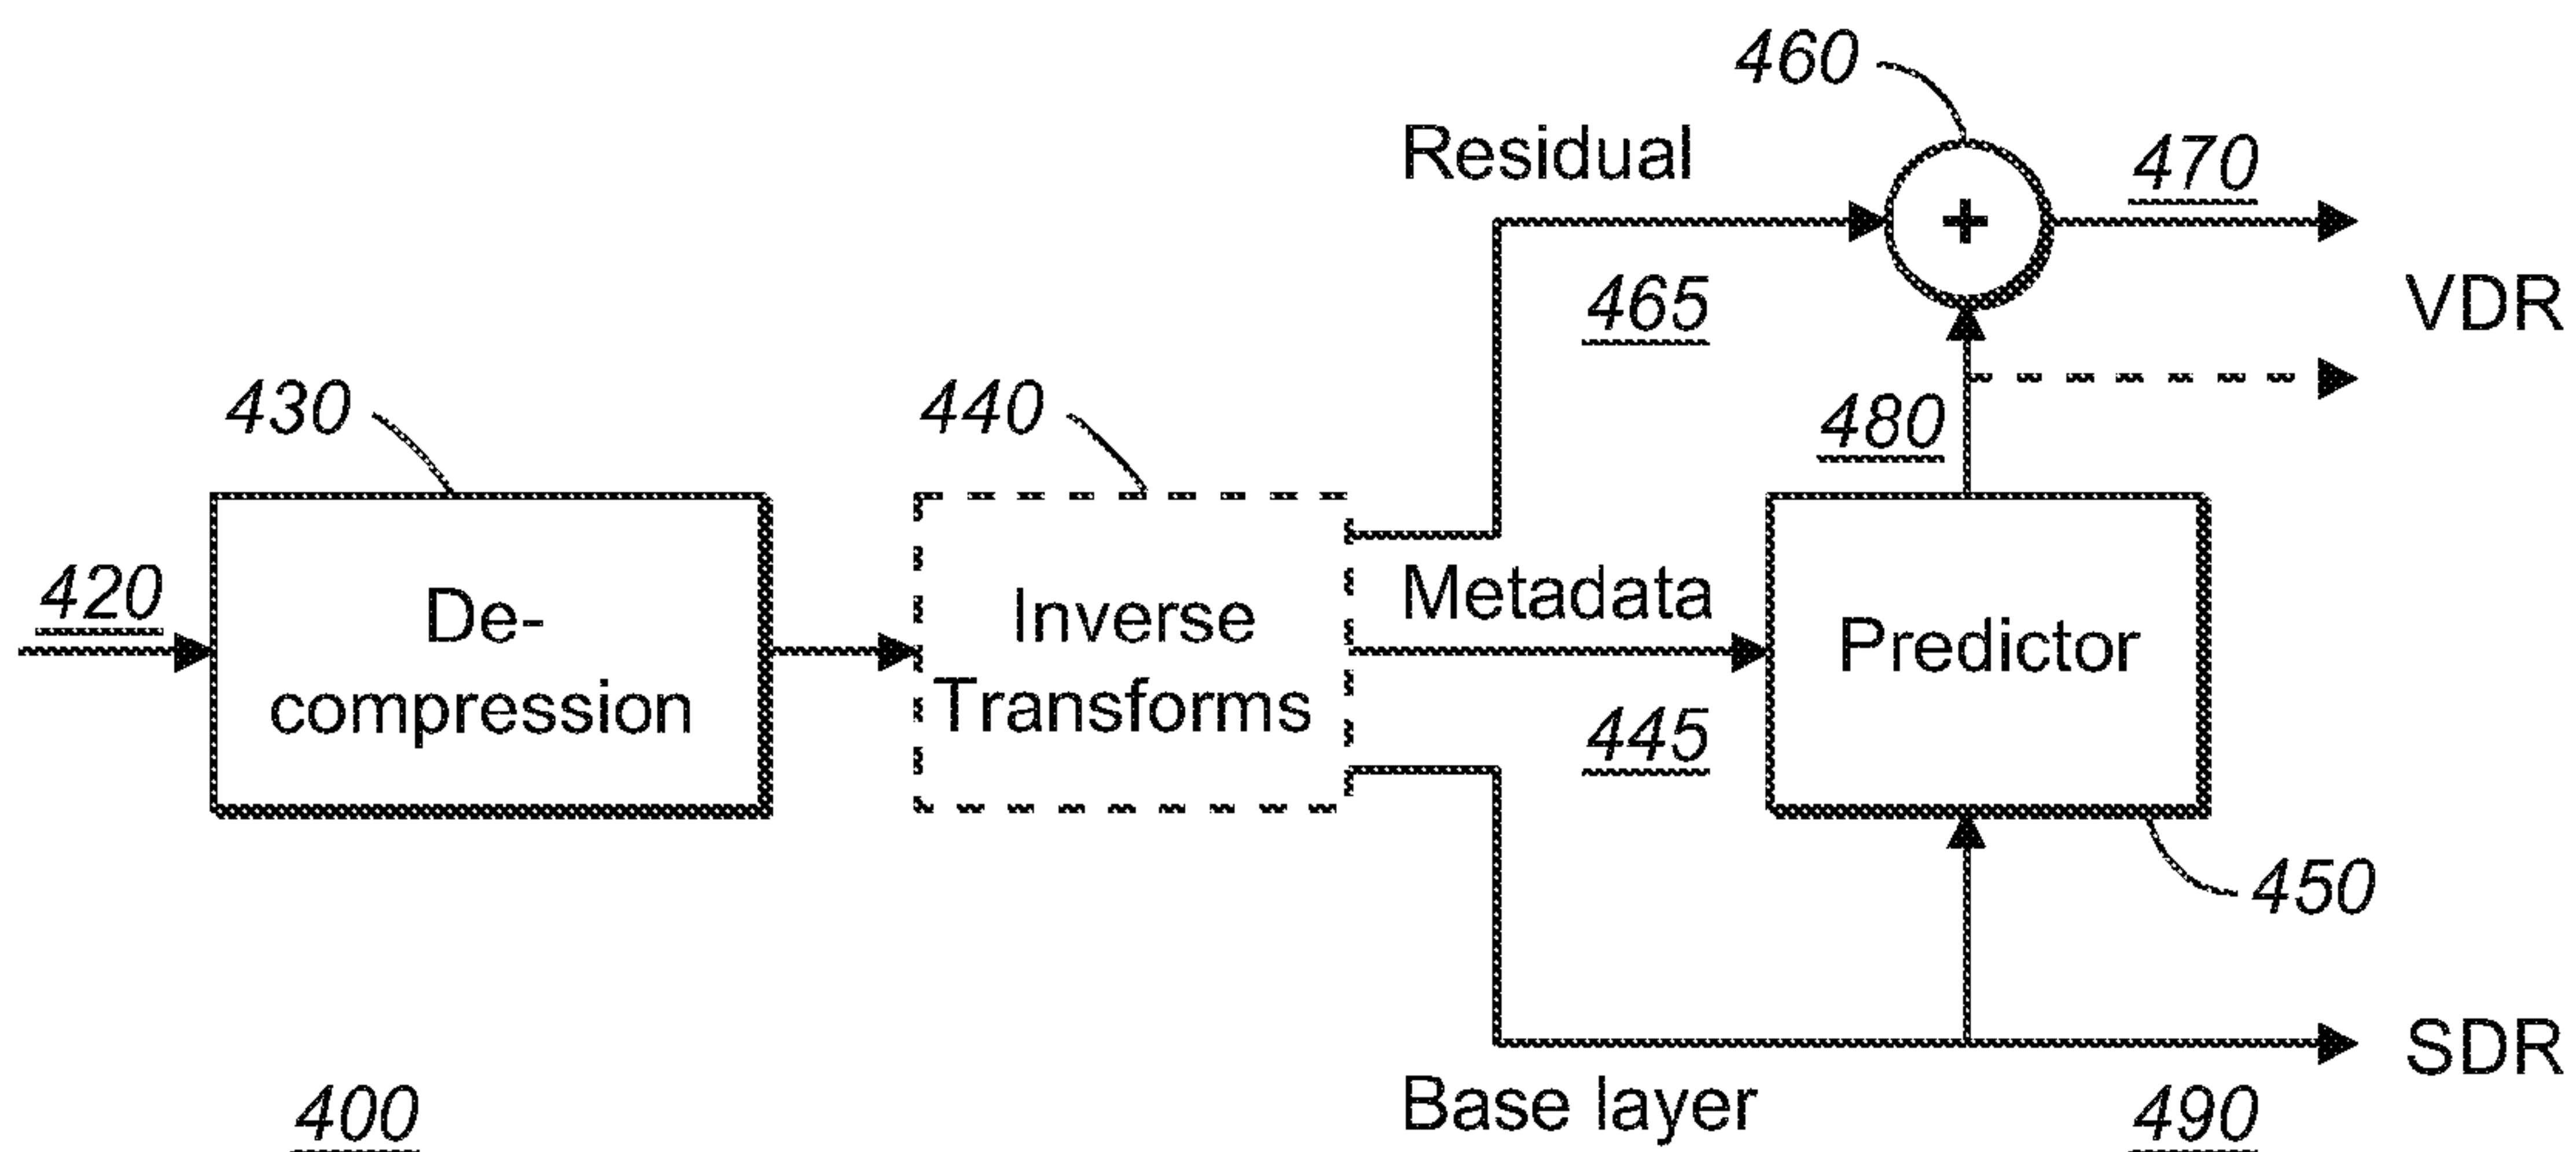 460
Residual
470
465
VDR
430
440
480
420
De-
compression
Inverse
Transforms
Metadata
Predictor
445
450
SDR
Base layer
400
490
+